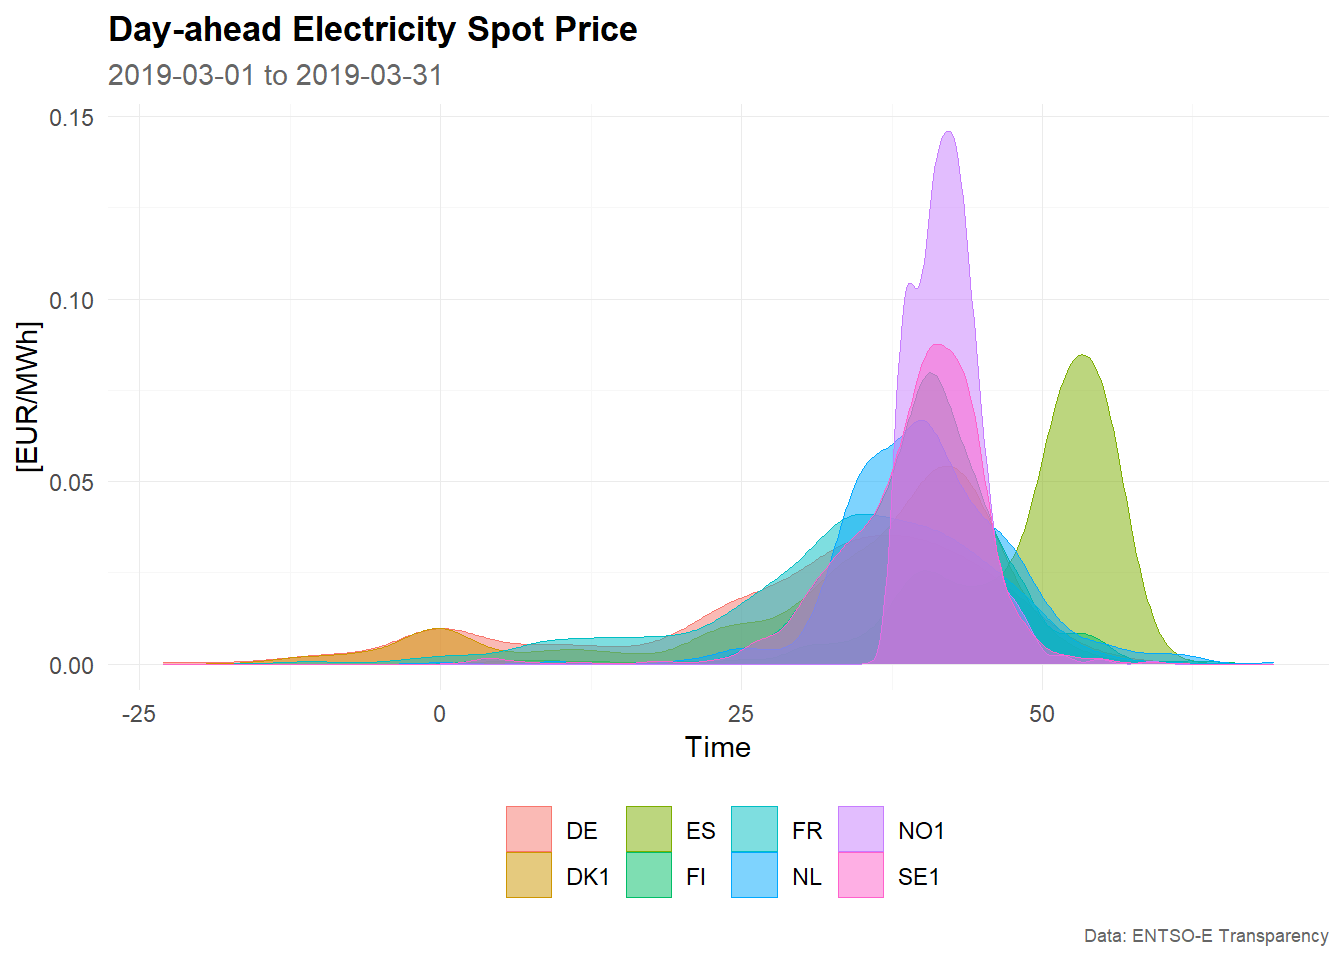 Day-ahead Electricity Spot Price
2019-03-01 to 2019-03-31
[EUR/MWh]
0.15
0.10
0.05
0.00
-25 0 25 50
Time
DE ES FR NO1
DK1 FI NL SE1
Data: ENTSO-E Transparency